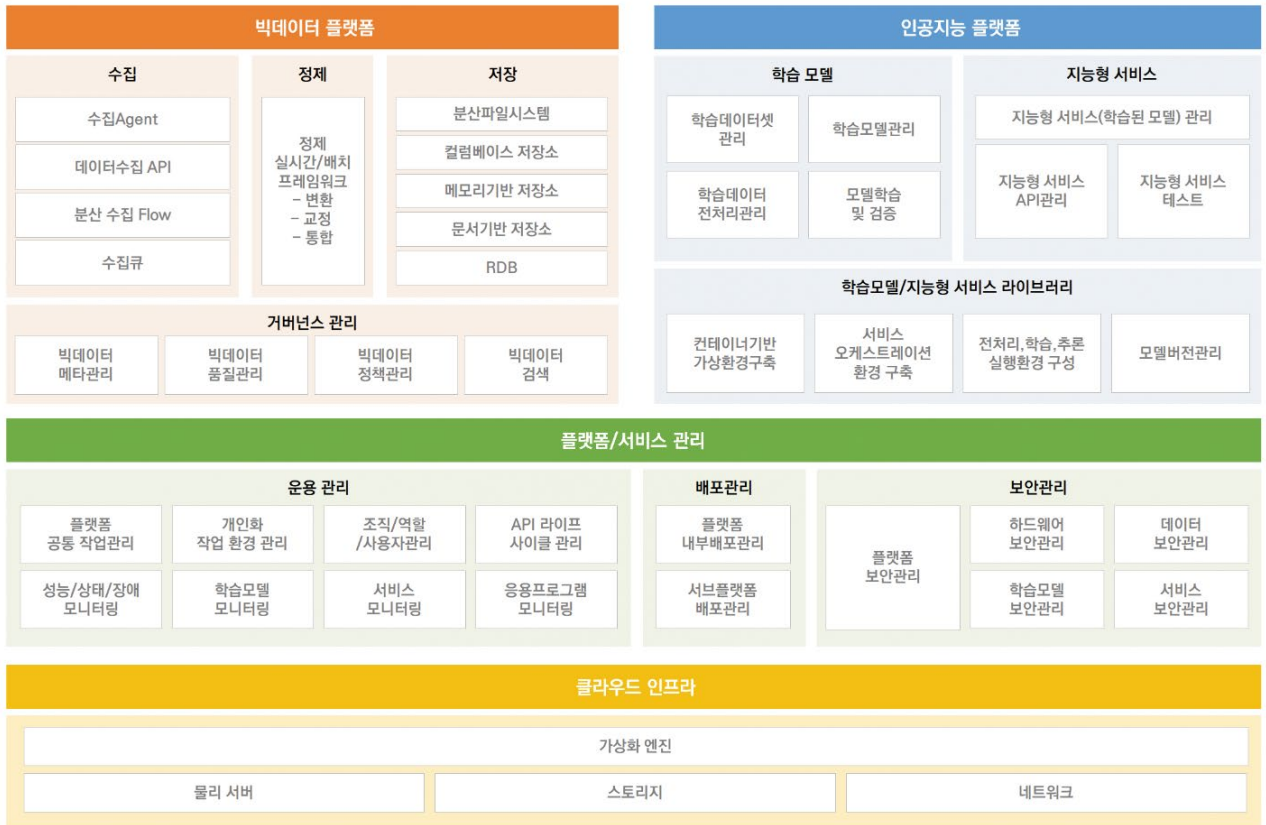 빅데이터 플랫폼
수집
수집Agent
데이터수집 API
분산 수집 Flow
수집큐
정제
정제
실시간/배치
프레임워크
– 변환
– 교정
– 통합
저장
분산파일시스템
컬럼베이스 저장소
메모리기반 저장소
문서기반 저장소
RDB
거버넌스 관리
빅데이터
메타관리
빅데이터
품질관리
빅데이터
정책관리
빅데이터
검색
인공지능 플랫폼
학습 모델
학습데이터셋
관리
학습모델관리
학습데이터
전처리관리
모델학습
및 검증
지능형 서비스
지능형 서비스(학습된 모델) 관리
지능형 서비스
API관리
지능형 서비스
테스트
학습모델/지능형 서비스 라이브러리
컨테이너기반
가상환경구축
서비스
오케스트레이션
환경 구축
전처리,학습,추론
실행환경 구성
모델버전관리
플랫폼/서비스 관리
운용 관리
플랫폼
공통 작업관리
개인화
작업 환경 관리
조직/역할
/사용자관리
API 라이프
사이클 관리
성능/상태/장애
모니터링
학습모델
모니터링
서비스
모니터링
응용프로그램
모니터링
배포관리
플랫폼
내부배포관리
서브플랫폼
배포관리
보안관리
플랫폼
보안관리
하드웨어
보안관리
데이터
보안관리
학습모델
보안관리
서비스
보안관리
클라우드 인프라
가상화 엔진
물리 서버
스토리지
네트워크